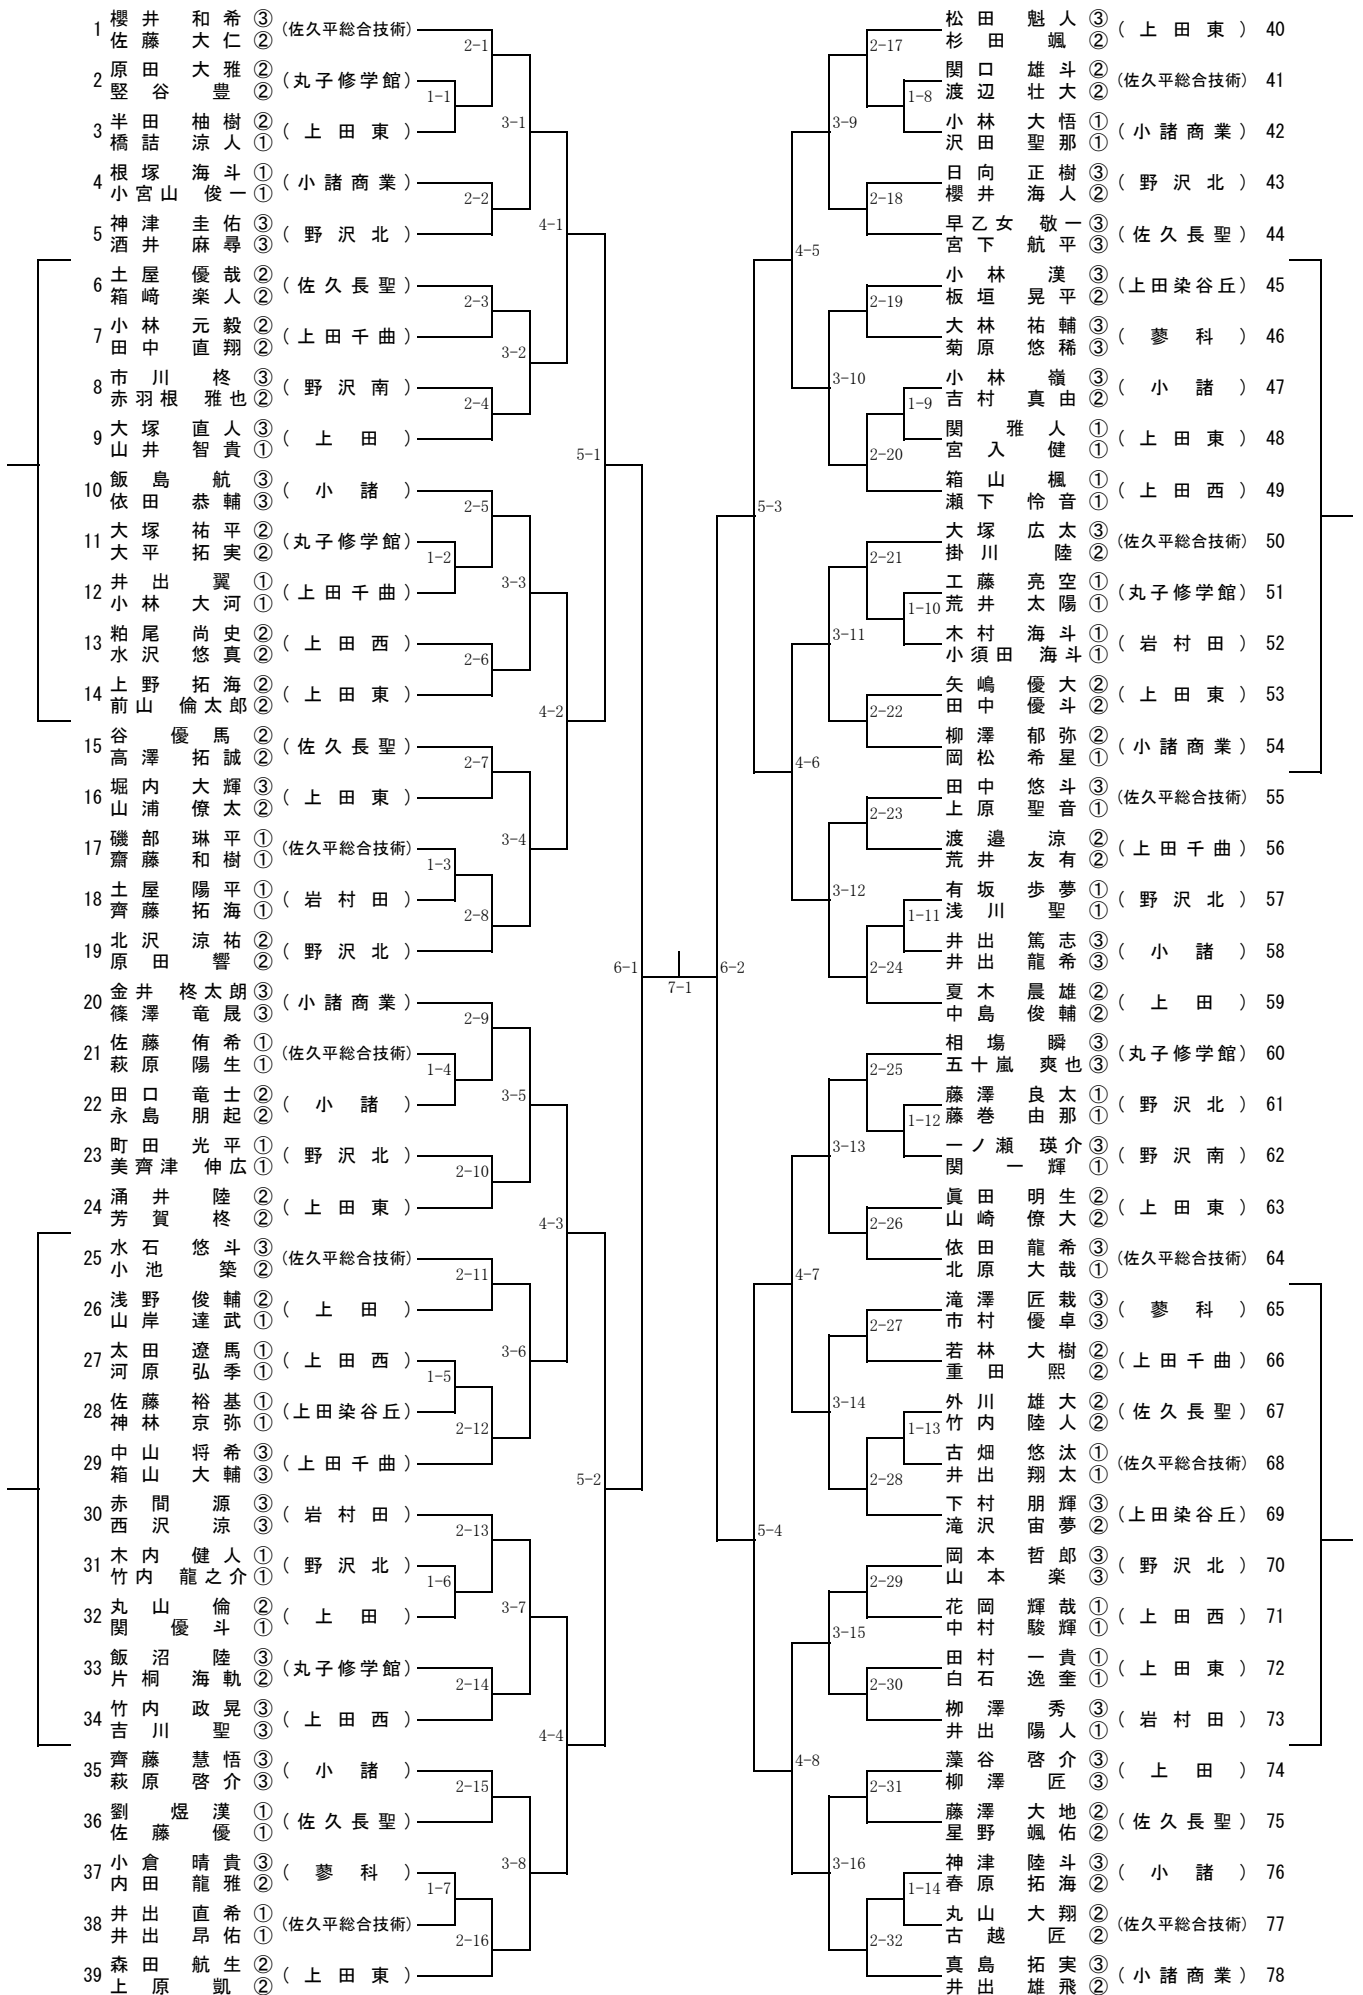 1 櫻井 和希 ③ (佐久平総合技術)
佐藤 大仁 ②
2 原田 大雅 ② (丸子修学館)
竪谷 豊 ②
3 半田 柚樹 ② (上田東)
橋詰 涼人 ①
4 根塚 海斗 ① (小諸商業)
小宮山 俊一 ①
5 神津 圭佑 ③ (野沢北)
酒井 麻尋 ③
6 土屋 優哉 ② (佐久長聖)
箱﨑 楽人 ②
7 小林 元毅 ② (上田千曲)
田中 直翔 ②
8 市川 柊 ③ (野沢南)
赤羽根 雅也 ②
9 大塚 直人 ③ (上田)
山井 智貴 ①
10 飯島 航 ③ (小諸)
依田 恭輔 ③
11 大塚 祐平 ② (丸子修学館)
大平 拓実 ②
12 井出 翼 ① (上田千曲)
小林 大河 ①
13 粕尾 尚史 ② (上田西)
水沢 悠真 ②
14 上野 拓海 ② (上田東)
前山 倫太郎 ②
15 谷 優馬 ② (佐久長聖)
高澤 拓誠 ②
16 堀内 大輝 ③ (上田東)
山浦 僚太 ②
17 磯部 琳平 ① (佐久平総合技術)
齋藤 和樹 ①
18 土屋 陽平 ① (岩村田)
齊藤 拓海 ①
19 北沢 涼祐 ② (野沢北)
原田 響 ②
20 金井 柊太朗 ③ (小諸商業)
篠澤 竜晟 ③
21 佐藤 侑希 ① (佐久平総合技術)
萩原 陽生 ①
22 田口 竜士 ② (小諸)
永島 朋起 ②
23 町田 光平 ① (野沢北)
美齊津 伸広 ①
24 涌井 陸 ② (上田東)
芳賀 柊 ②
25 水石 悠斗 ③ (佐久平総合技術)
小池 築 ②
26 浅野 俊輔 ② (上田)
山岸 達武 ①
27 太田 遼馬 ① (上田西)
河原 弘季 ①
28 佐藤 裕基 ① (上田染谷丘)
神林 京弥 ①
29 中山 将希 ③ (上田千曲)
箱山 大輔 ③
30 赤間 源 ③ (岩村田)
西沢 涼 ③
31 木内 健人 ① (野沢北)
竹内 龍之介 ①
32 丸山 倫 ② (上田)
関 優斗 ①
33 飯沼 陸 ③ (丸子修学館)
片桐 海軌 ②
34 竹内 政晃 ③ (上田西)
吉川 聖 ③
35 齊藤 慧悟 ③ (小諸)
萩原 啓介 ③
36 劉 煜漢 ① (佐久長聖)
佐藤 優 ①
37 小倉 晴貴 ③ (蓼科)
内田 龍雅 ②
38 井出 直希 ① (佐久平総合技術)
井出 昂佑 ①
39 森田 航生 ② (上田東)
上原 凱 ②
1-1
1-2
1-3
1-4
1-5
1-6
1-7
2-1
2-2
2-3
2-4
2-5
2-6
2-7
2-8
2-9
2-10
2-11
2-12
2-13
2-14
2-15
2-16
3-1
3-2
3-3
3-4
3-5
3-6
3-7
3-8
4-1
4-2
4-3
4-4
5-1
5-2
6-1
7-1
6-2
5-3
5-4
4-5
4-6
4-7
4-8
3-9
3-10
3-11
3-12
3-13
3-14
3-15
3-16
2-17
2-18
2-19
2-20
2-21
2-22
2-23
2-24
2-25
2-26
2-27
2-28
2-29
2-30
2-31
2-32
1-8
1-9
1-10
1-11
1-12
1-13
1-14
松田 魁人 ③ (上田東) 40
杉田 颯 ②
関口 雄斗 ② (佐久平総合技術) 41
渡辺 壮大 ②
小林 大悟 ① (小諸商業) 42
沢田 聖那 ①
日向 正樹 ③ (野沢北) 43
櫻井 海人 ②
早乙女 敬一 ③ (佐久長聖) 44
宮下 航平 ③
小林 漢 ③ (上田染谷丘) 45
板垣 晃平 ②
大林 祐輔 ③ (蓼科) 46
菊原 悠稀 ③
小林 嶺 ③ (小諸) 47
吉村 真由 ②
関 雅人 ① (上田東) 48
宮入 健 ①
箱山 楓 ① (上田西) 49
瀬下 怜音 ①
大塚 広太 ③ (佐久平総合技術) 50
掛川 陸 ②
工藤 亮空 ① (丸子修学館) 51
荒井 太陽 ①
木村 海斗 ① (岩村田) 52
小須田 海斗 ①
矢嶋 優大 ② (上田東) 53
田中 優斗 ②
柳澤 郁弥 ② (小諸商業) 54
岡松 希星 ①
田中 悠斗 ③ (佐久平総合技術) 55
上原 聖音 ①
渡邉 涼 ② (上田千曲) 56
荒井 友有 ②
有坂 歩夢 ① (野沢北) 57
浅川 聖 ①
井出 篤志 ③ (小諸) 58
井出 龍希 ③
夏木 晨雄 ② (上田) 59
中島 俊輔 ②
相場 瞬 ③ (丸子修学館) 60
五十嵐 爽也 ③
藤澤 良太 ① (野沢北) 61
藤巻 由那 ①
一ノ瀬 瑛介 ③ (野沢南) 62
関 一輝 ①
眞田 明生 ② (上田東) 63
山崎 僚大 ②
依田 龍希 ③ (佐久平総合技術) 64
北原 大哉 ①
滝澤 匠栽 ③ (蓼科) 65
市村 優卓 ③
若林 大樹 ② (上田千曲) 66
重田 熙 ②
外川 雄大 ② (佐久長聖) 67
竹内 陸人 ②
古畑 悠汰 ① (佐久平総合技術) 68
井出 翔太 ①
下村 朋輝 ③ (上田染谷丘) 69
滝沢 宙夢 ②
岡本 哲郎 ③ (野沢北) 70
山本 楽 ③
花岡 輝哉 ① (上田西) 71
中村 駿輝 ①
田村 一貴 ① (上田東) 72
白石 逸奎 ①
栁澤 秀 ③ (岩村田) 73
井出 陽人 ①
藻谷 啓介 ③ (上田) 74
柳澤 匠 ③
藤澤 大地 ② (佐久長聖) 75
星野 颯佑 ②
神津 陸斗 ③ (小諸) 76
春原 拓海 ②
丸山 大翔 ② (佐久平総合技術) 77
古越 匠 ②
真島 拓実 ③ (小諸商業) 78
井出 雄飛 ②